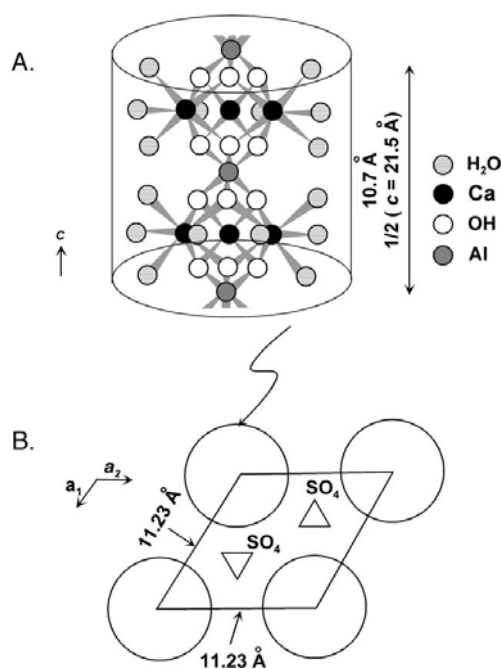 A.
10.7 Å
1/2 ( c = 21.5 Å)
H₂O
Ca
OH
Al
c
B.
a₁
a₂
11.23 Å
SO₄
SO₄
11.23 Å